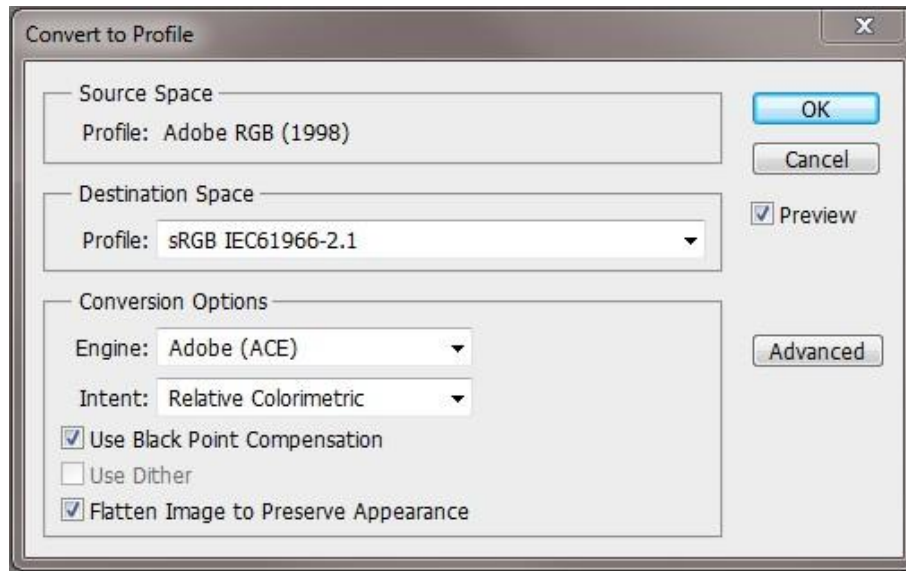 Convert to Profile
Source Space
Profile: Adobe RGB (1998)
OK
Cancel
Destination Space
Preview
Profile: sRGB IEC61966-2.1
Conversion Options
Engine: Adobe (ACE)
Advanced
Intent: Relative Colorimetric
Use Black Point Compensation
Use Dither
Flatten Image to Preserve Appearance